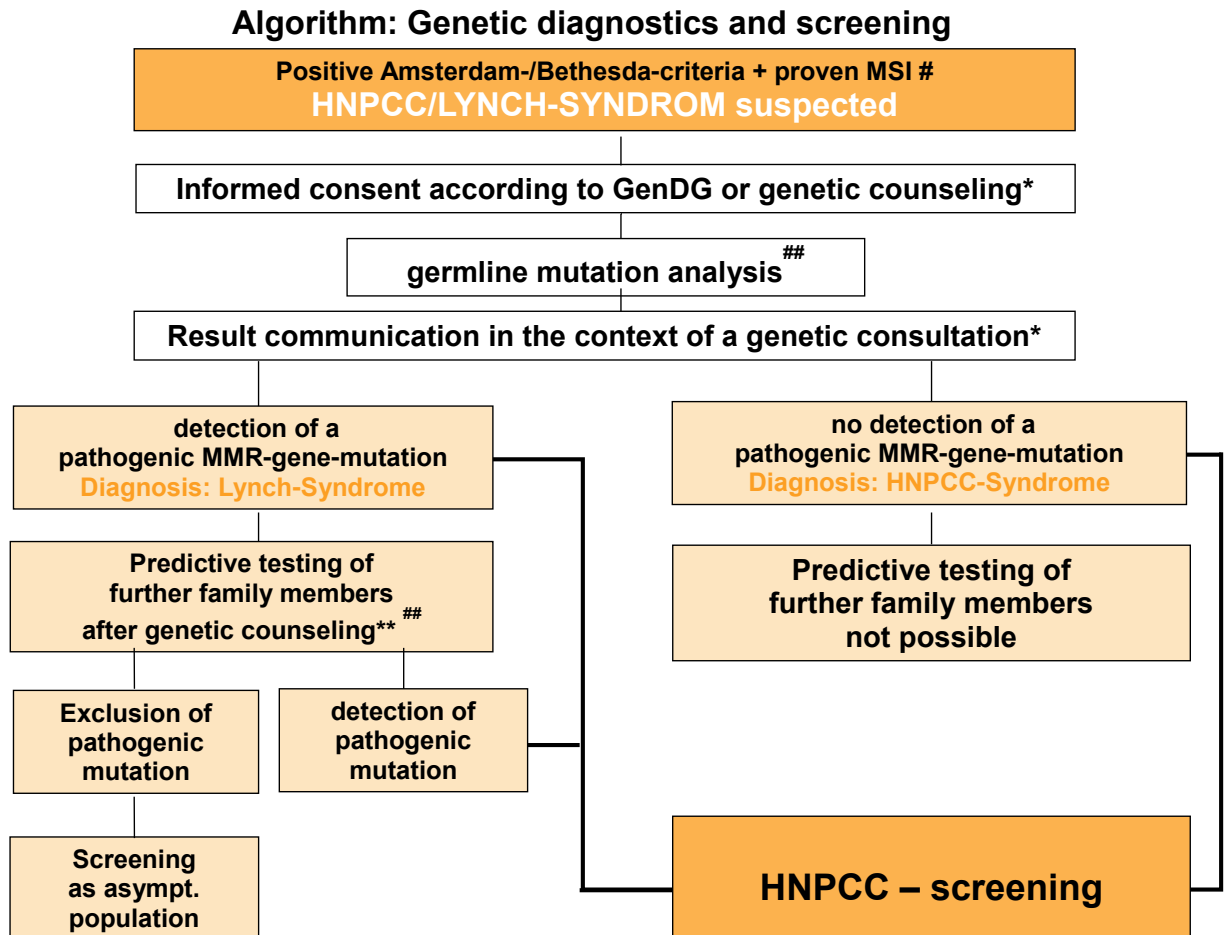 Algorithm: Genetic diagnostics and screening
Positive Amsterdam-/Bethesda-criteria + proven MSI #
HNPCC/LYNCH-SYNDROM suspected
Informed consent according to GenDG or genetic counseling*
germline mutation analysis##
Result communication in the context of a genetic consultation*
detection of a
pathogenic MMR-gene-mutation
Diagnosis: Lynch-Syndrome
no detection of a
pathogenic MMR-gene-mutation
Diagnosis: HNPCC-Syndrome
Predictive testing of
further family members
after genetic counseling** ##
Predictive testing of
further family members
not possible
Exclusion of
pathogenic
mutation
detection of
pathogenic
mutation
Screening
as asympt.
population
HNPCC – screening